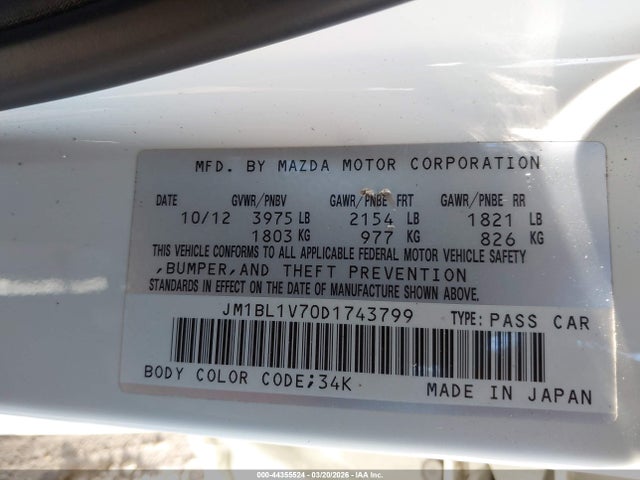 MFD. BY MAZDA MOTOR CORPORATION
DATE GVWR/PNBV GAWR/PNBE FRT GAWR/PNBE RR
10/12 3975 LB 2154 LB 1821 LB
1803 KG 977 KG 826 KG
THIS VEHICLE CONFORMS TO ALL APPLICABLE FEDERAL MOTOR VEHICLE SAFETY
,BUMPER,AND THEFT PREVENTION
STANDARDS IN EFFECT ON THE DATE OF MANUFACTURE SHOWN ABOVE.
JM1BL1V70D1743799 TYPE: PASS CAR
BODY COLOR CODE;34K MADE IN JAPAN
000-44355524 - 03/20/2026 - IAA Inc.